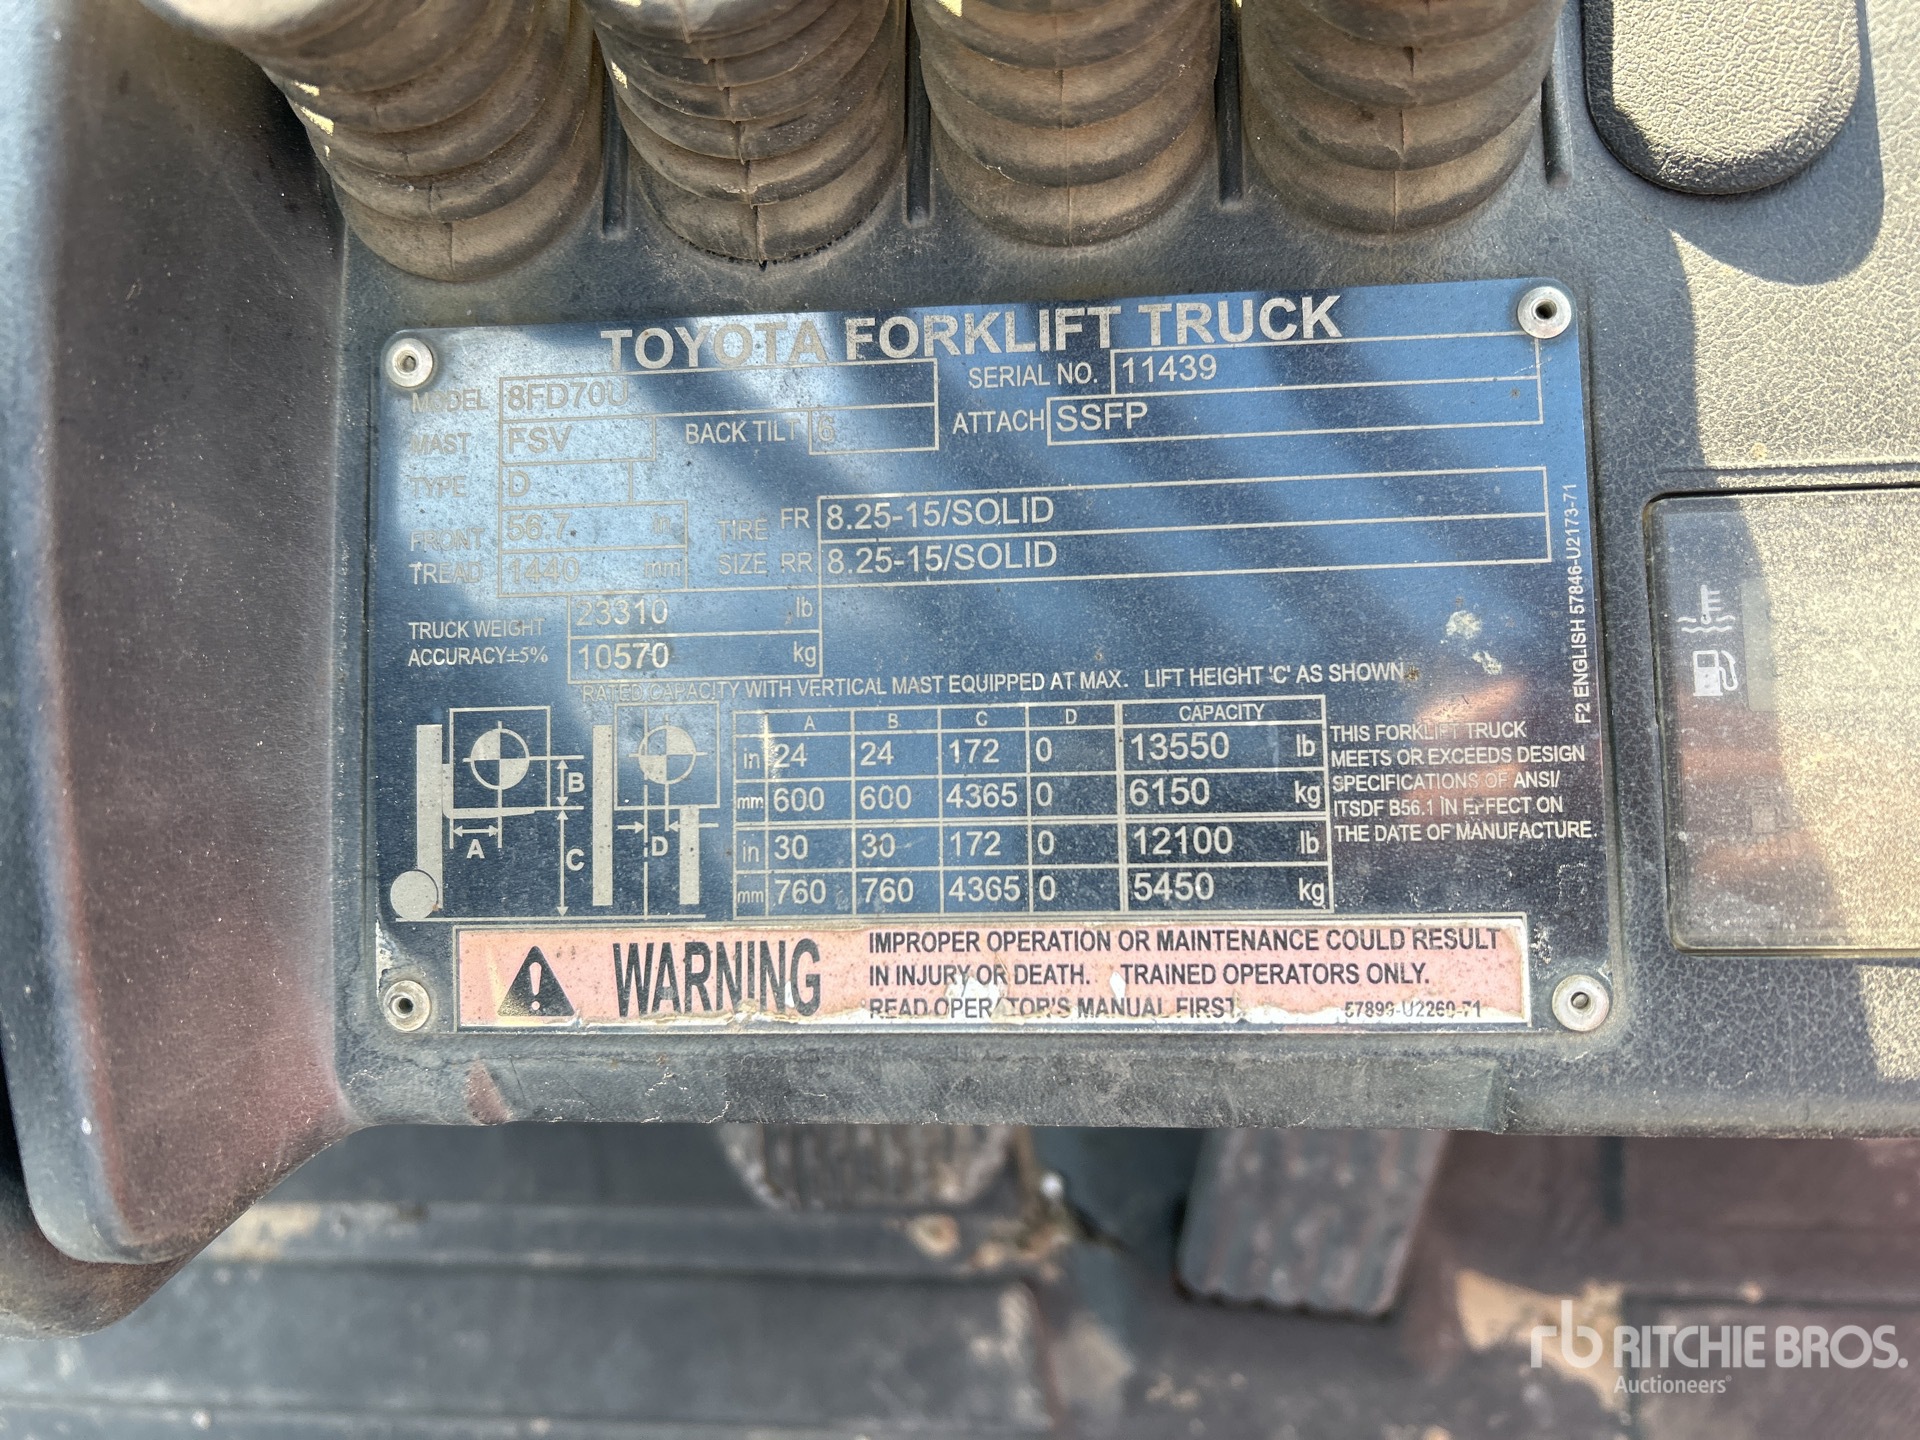 TOYOTA FORKLIFT TRUCK
MODEL 8FD70U SERIAL NO. 11439
MAST FSV BACK TILT 6 ATTACH SSFP
TYPE D
FRONT TREAD 56.7 in TIRE SIZE FR 8.25-15/SOLID
1440 mm RR 8.25-15/SOLID
TRUCK WEIGHT 23310 lb
ACCURACY±5% 10570 kg
RATED CAPACITY WITH VERTICAL MAST EQUIPPED AT MAX. LIFT HEIGHT 'C' AS SHOWN
A B C D CAPACITY
in 24 24 172 0 13550 lb
mm 600 600 4365 0 6150 kg
in 30 30 172 0 12100 lb
mm 760 760 4365 0 5450 kg
B
A
C
D
THIS FORKLIFT TRUCK
MEETS OR EXCEEDS DESIGN
SPECIFICATIONS OF ANSI/
ITSDF B56.1 IN EFFECT ON
THE DATE OF MANUFACTURE.
F2 ENGLISH 57846-U2173-71
WARNING
IMPROPER OPERATION OR MAINTENANCE COULD RESULT
IN INJURY OR DEATH. TRAINED OPERATORS ONLY.
READ OPERATOR'S MANUAL FIRST. 57899-U2260-71
rb RITCHIE BROS.
Auctioneers